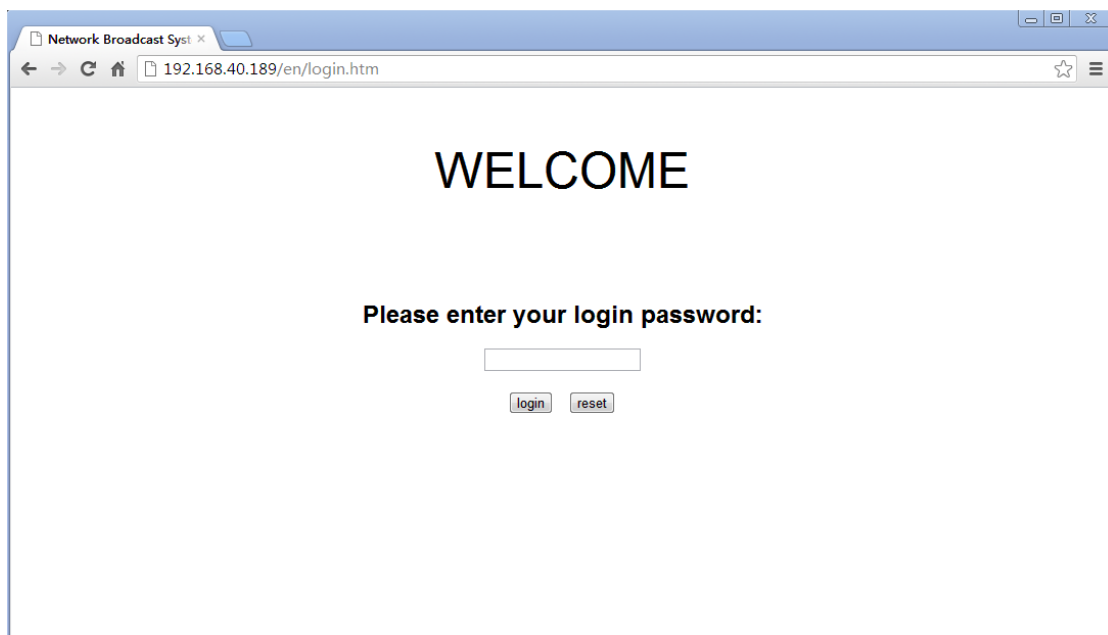 Network Broadcast Syst
192.168.40.189/en/login.htm
WELCOME
Please enter your login password:
login reset